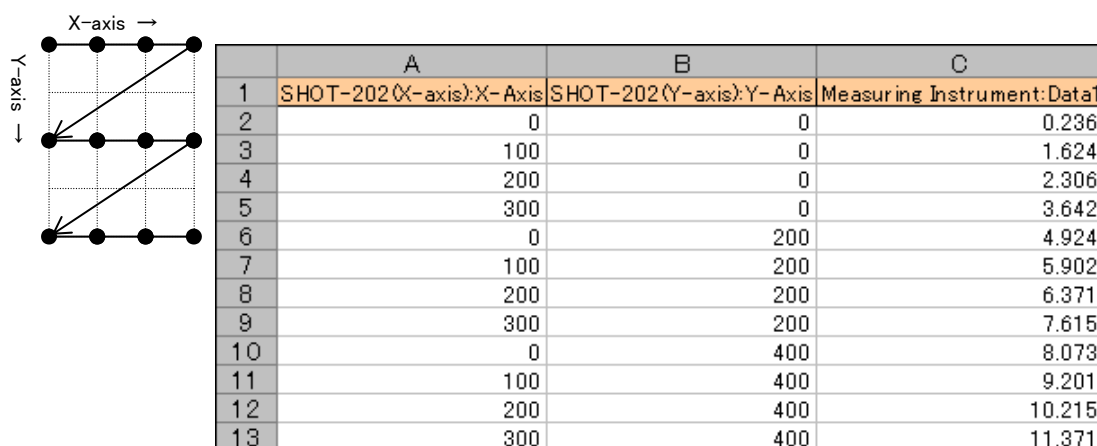 X-axis →
Y-axis →
A B C
1 SHOT-202(X-axis):X-Axis SHOT-202(Y-axis):Y-Axis Measuring Instrument:Data1
2 0 0 0.236
3 100 0 1.624
4 200 0 2.306
5 300 0 3.642
6 0 200 4.924
7 100 200 5.902
8 200 200 6.371
9 300 200 7.615
10 0 400 8.073
11 100 400 9.201
12 200 400 10.215
13 300 400 11.371